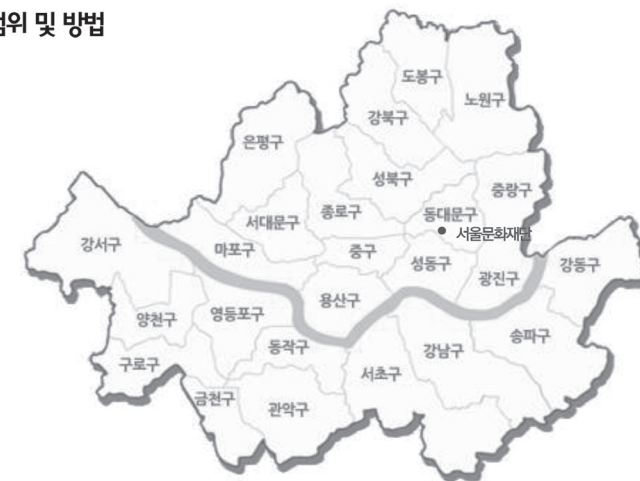 범위 및 방법
도봉구
노원구
강북구
은평구
성북구
중랑구
서대문구
종로구
동대문구
서울문화재단
강서구
마포구
중구
성동구
광진구
강동구
용산구
양천구
영등포구
송파구
동작구
강남구
구로구
서초구
금천구
관악구